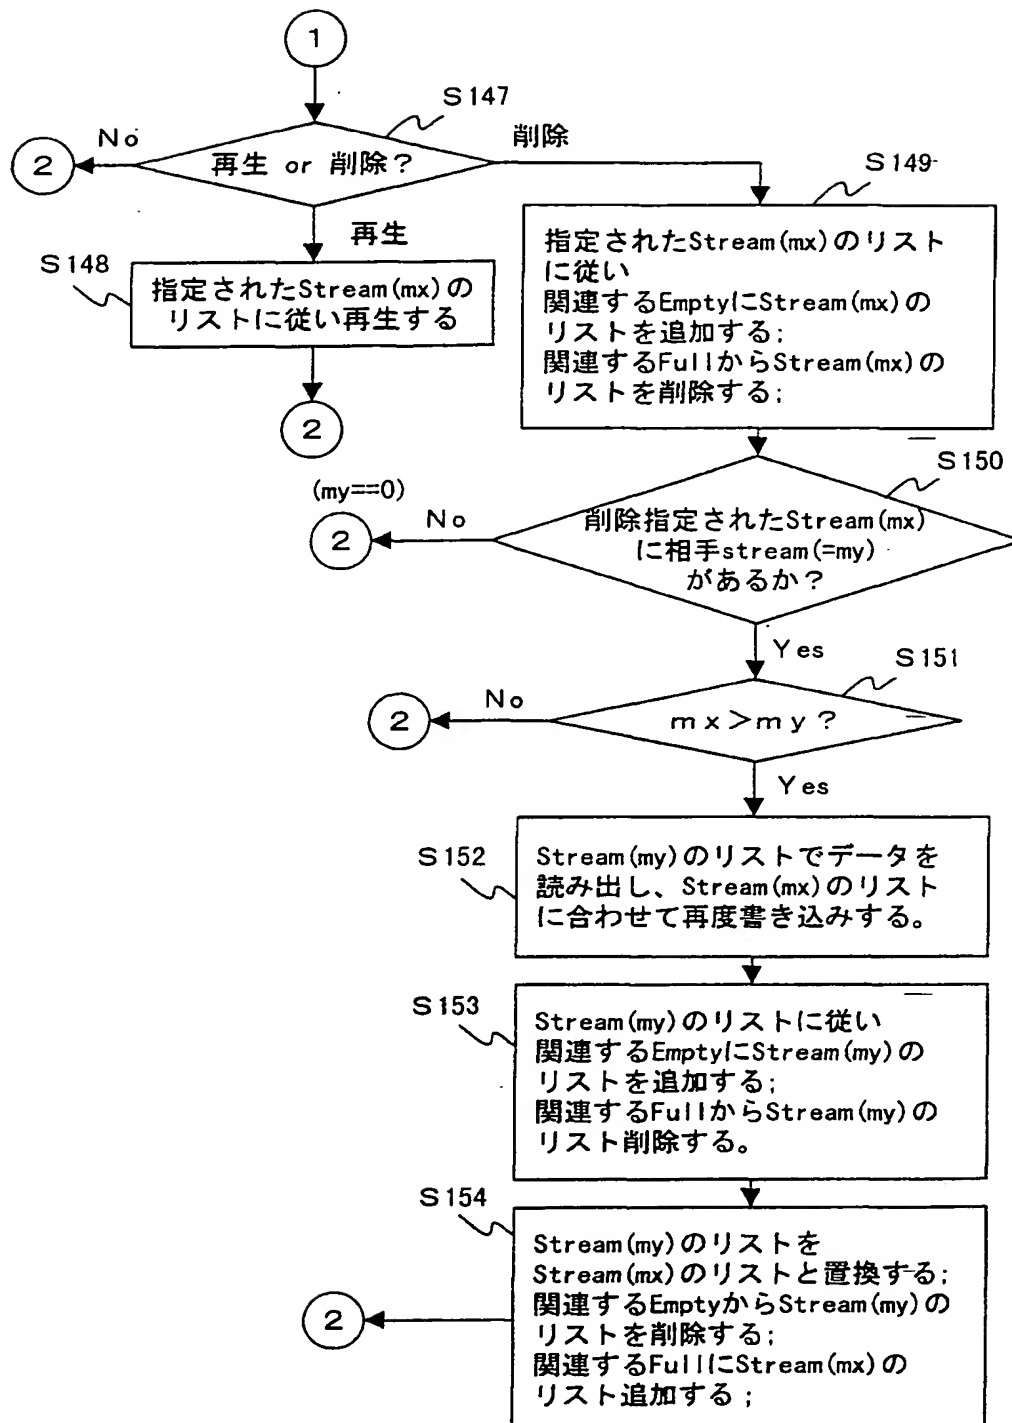 1
S147
No
削除
2
再生 or 削除?
S149
再生
S148
指定されたStream(mx)の
リストに従い再生する
指定されたStream(mx)のリスト
に従い
関連するEmptyにStream(mx)の
リストを追加する;
関連するFullからStream(mx)の
リストを削除する;
2
S150
(my==0)
No
2
削除指定されたStream(mx)
に相手stream(=my)
があるか?
Yes
S151
No
2
mx>my?
Yes
S152
Stream(my)のリストでデータを
読み出し、Stream(mx)のリスト
に合わせて再度書き込みする。
S153
Stream(my)のリストに従い
関連するEmptyにStream(my)の
リストを追加する;
関連するFullからStream(my)の
リスト削除する。
S154
Stream(my)のリストを
Stream(mx)のリストと置換する;
関連するEmptyからStream(my)の
リストを削除する;
関連するFullにStream(mx)の
リスト追加する;
2